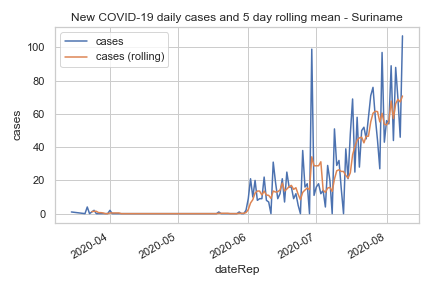 New COVID-19 daily cases and 5 day rolling mean - Suriname
cases
cases (rolling)
100
80
60
40
20
0
cases
2020-04
2020-05
2020-06
2020-07
2020-08
dateRep